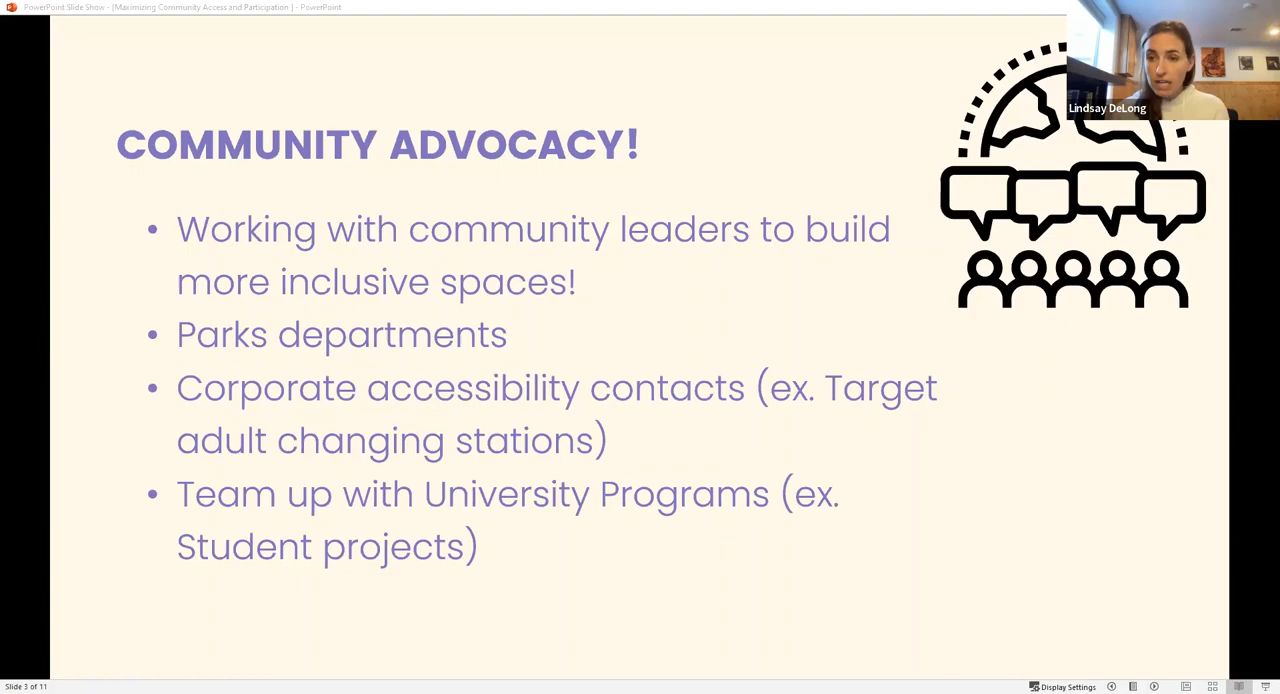 PowerPoint Slide Show - [Maximizing Community Access and Participation ] - PowerPoint
Lindsay DeLong
COMMUNITY ADVOCACY!
• Working with community leaders to build
more inclusive spaces!
• Parks departments
• Corporate accessibility contacts (ex. Target
adult changing stations)
• Team up with University Programs (ex.
Student projects)
Slide 3 of 11
Display Settings